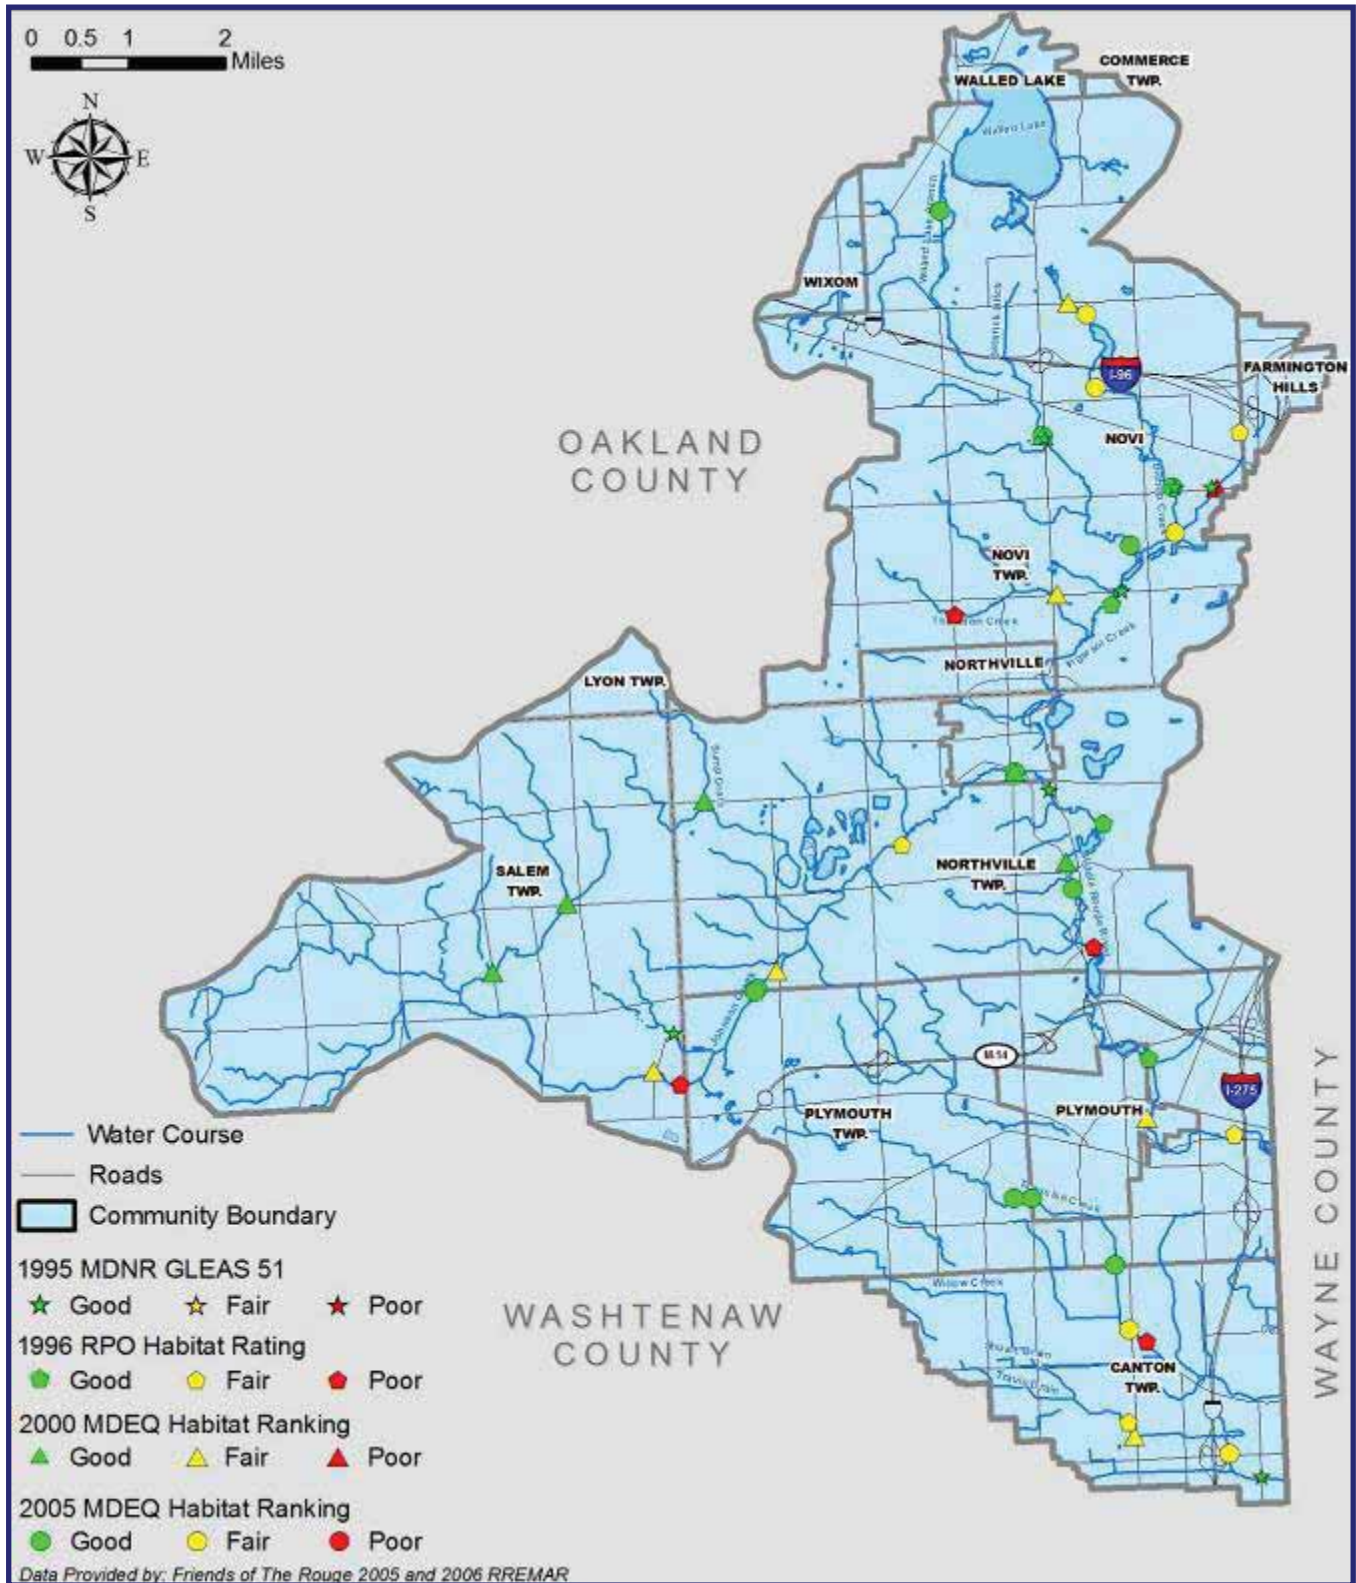 0 0.5 1 2
Miles
N
W E
S
WALLED LAKE
COMMERCE
TWP.
Walled Lake
WIXOM
I-96
FARMINGTON
HILLS
NOVI
OAKLAND
COUNTY
NOVI
TWP.
NORTHVILLE
LYON TWP.
SALEM
TWP.
NORTHVILLE
TWP.
M-14
I-275
PLYMOUTH
TWP.
PLYMOUTH
Willow Creek
WASHTENAW
COUNTY
CANTON
TWP.
WAYNE COUNTY
Water Course
Roads
Community Boundary
1995 MDNR GLEAS 51
Good Fair Poor
1996 RPO Habitat Rating
Good Fair Poor
2000 MDEQ Habitat Ranking
Good Fair Poor
2005 MDEQ Habitat Ranking
Good Fair Poor
Data Provided by: Friends of The Rouge 2005 and 2006 RREMAR